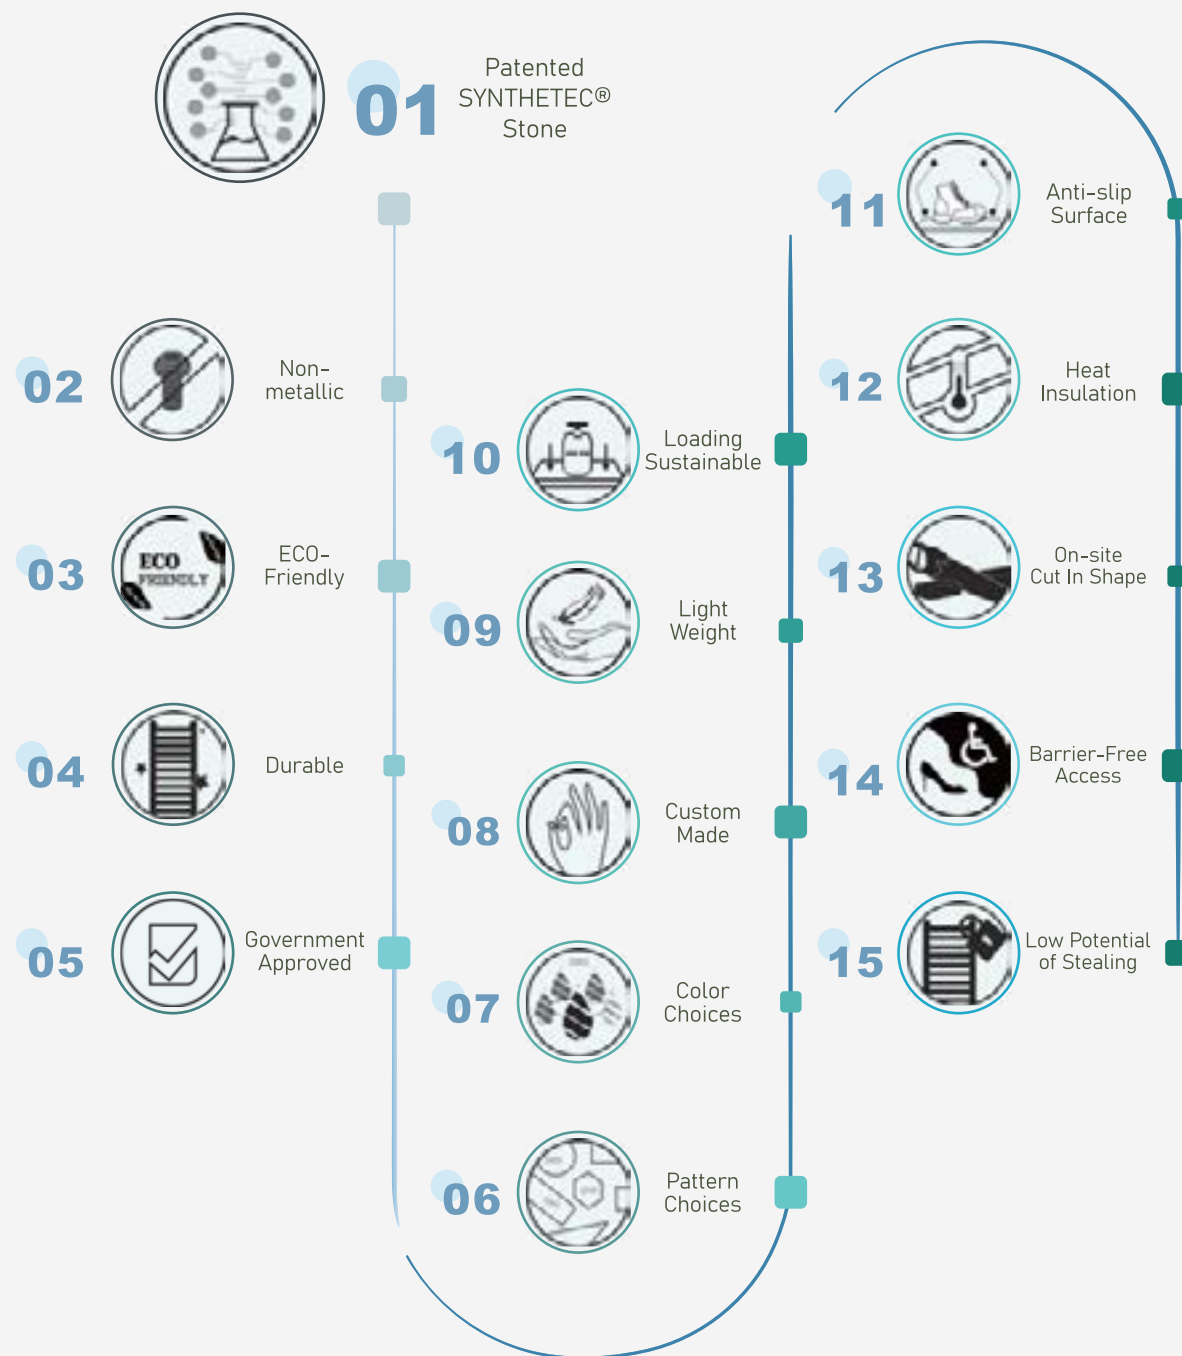 01
Patented
SYNTHETEC®
Stone
02
Non-
metallic
03
ECO
FRIENDLY
ECO-
Friendly
04
Durable
05
Government
Approved
06
Pattern
Choices
07
Color
Choices
08
Custom
Made
09
Light
Weight
10
Loading
Sustainable
11
Anti-slip
Surface
12
Heat
Insulation
13
On-site
Cut In Shape
14
Barrier-Free
Access
15
Low Potential
of Stealing